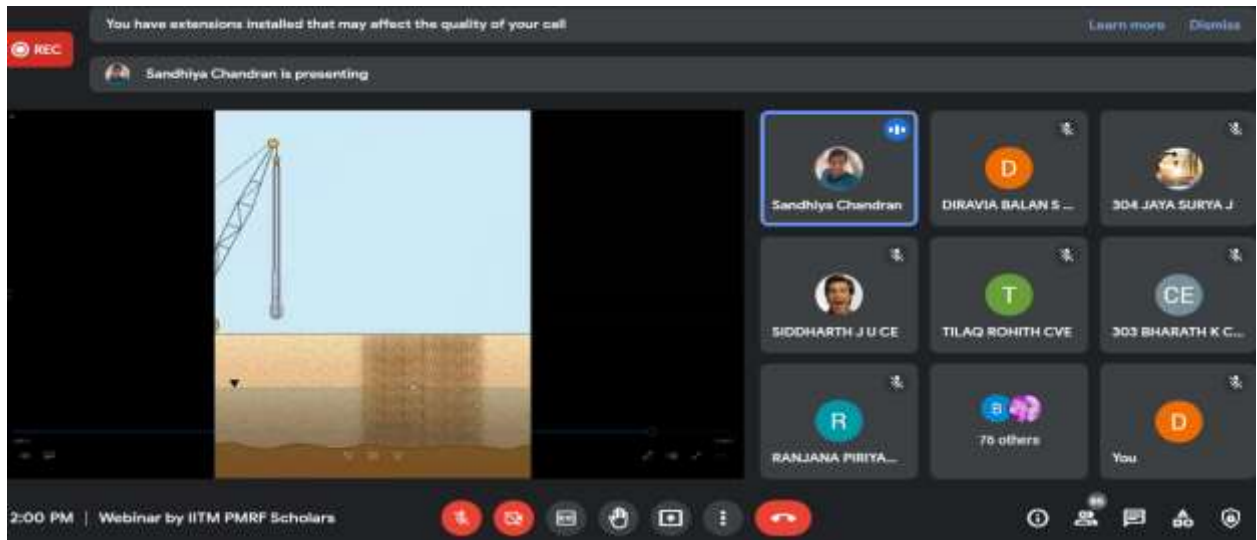 You have extensions installed that may affect the quality of your call
Learn more
Dismiss
REC
Sandhiya Chandran is presenting
Sandhiya Chandran
D
DIRAVIA BALAN S ...
304 JAYA SURYA J
SIDDHARTH J U CE
T
TILAQ ROHITH CVE
CE
303 BHARATH K C...
R
RANJANA PIRIYA...
B
76 others
D
You
2:00 PM | Webinar by IITM PMRF Scholars